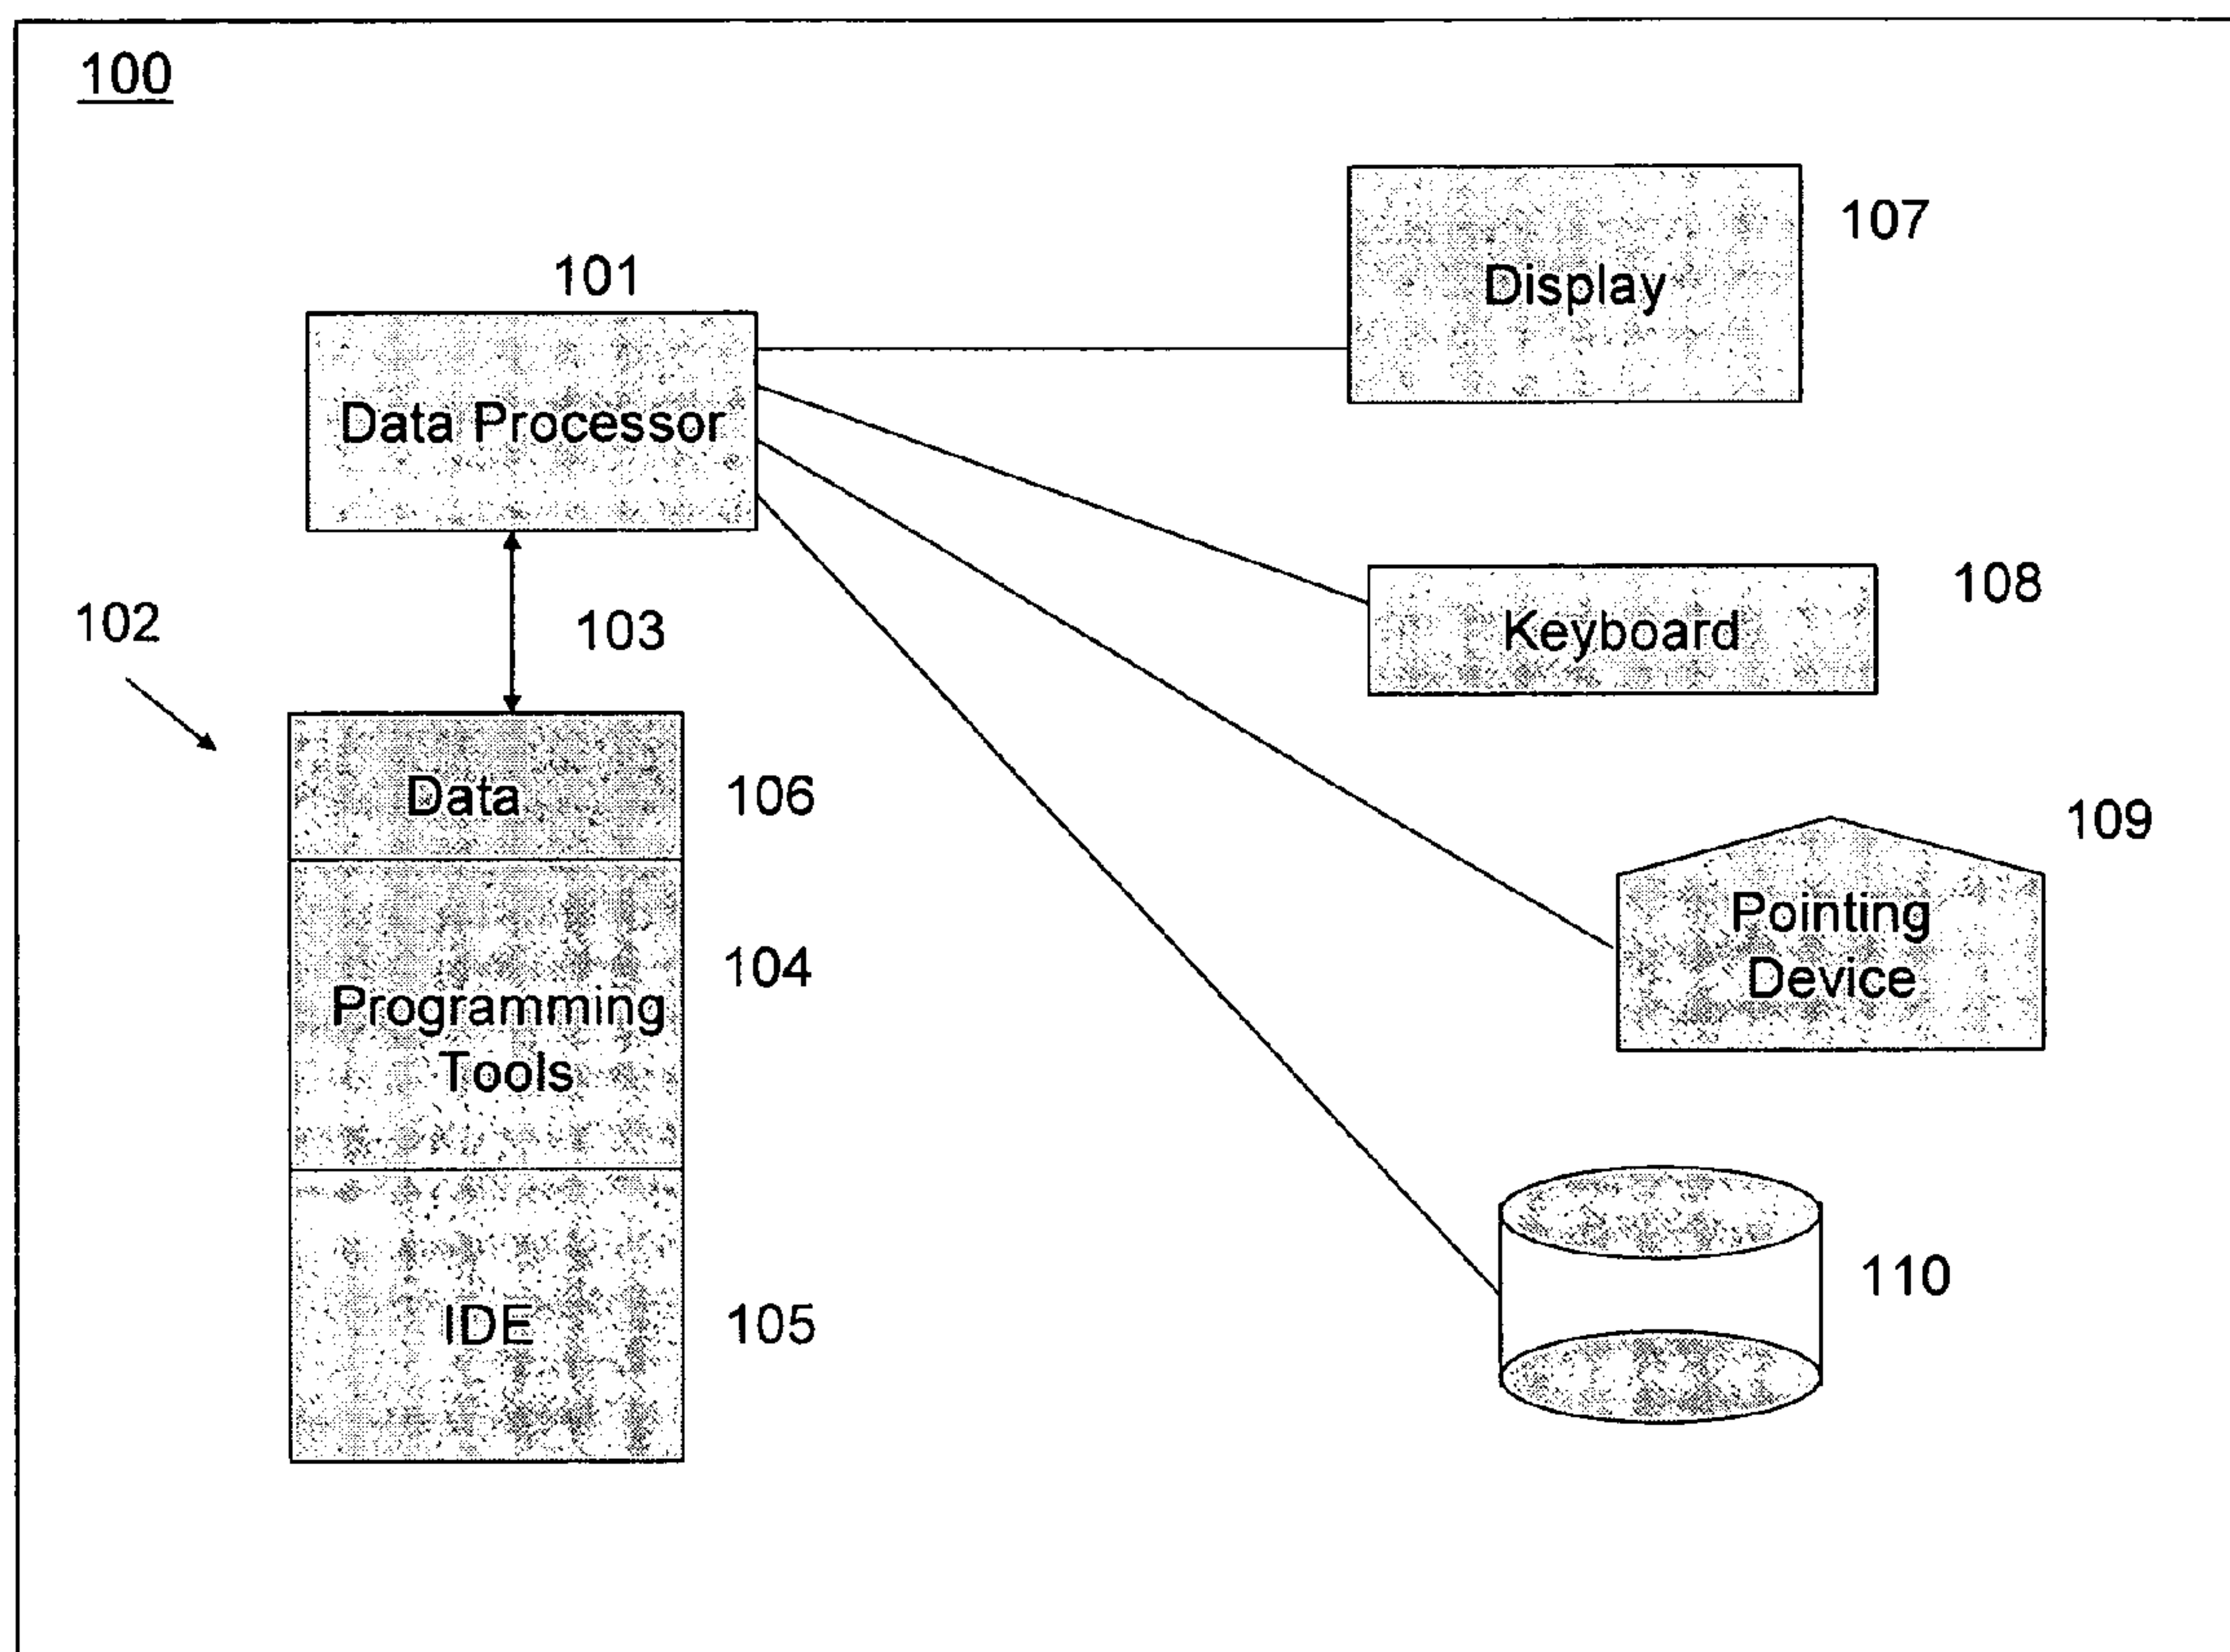 100
107
Display
101
Data Processor
108
Keyboard
102
103
109
Data
106
Pointing
Device
104
Programming
Tools
110
IDE
105